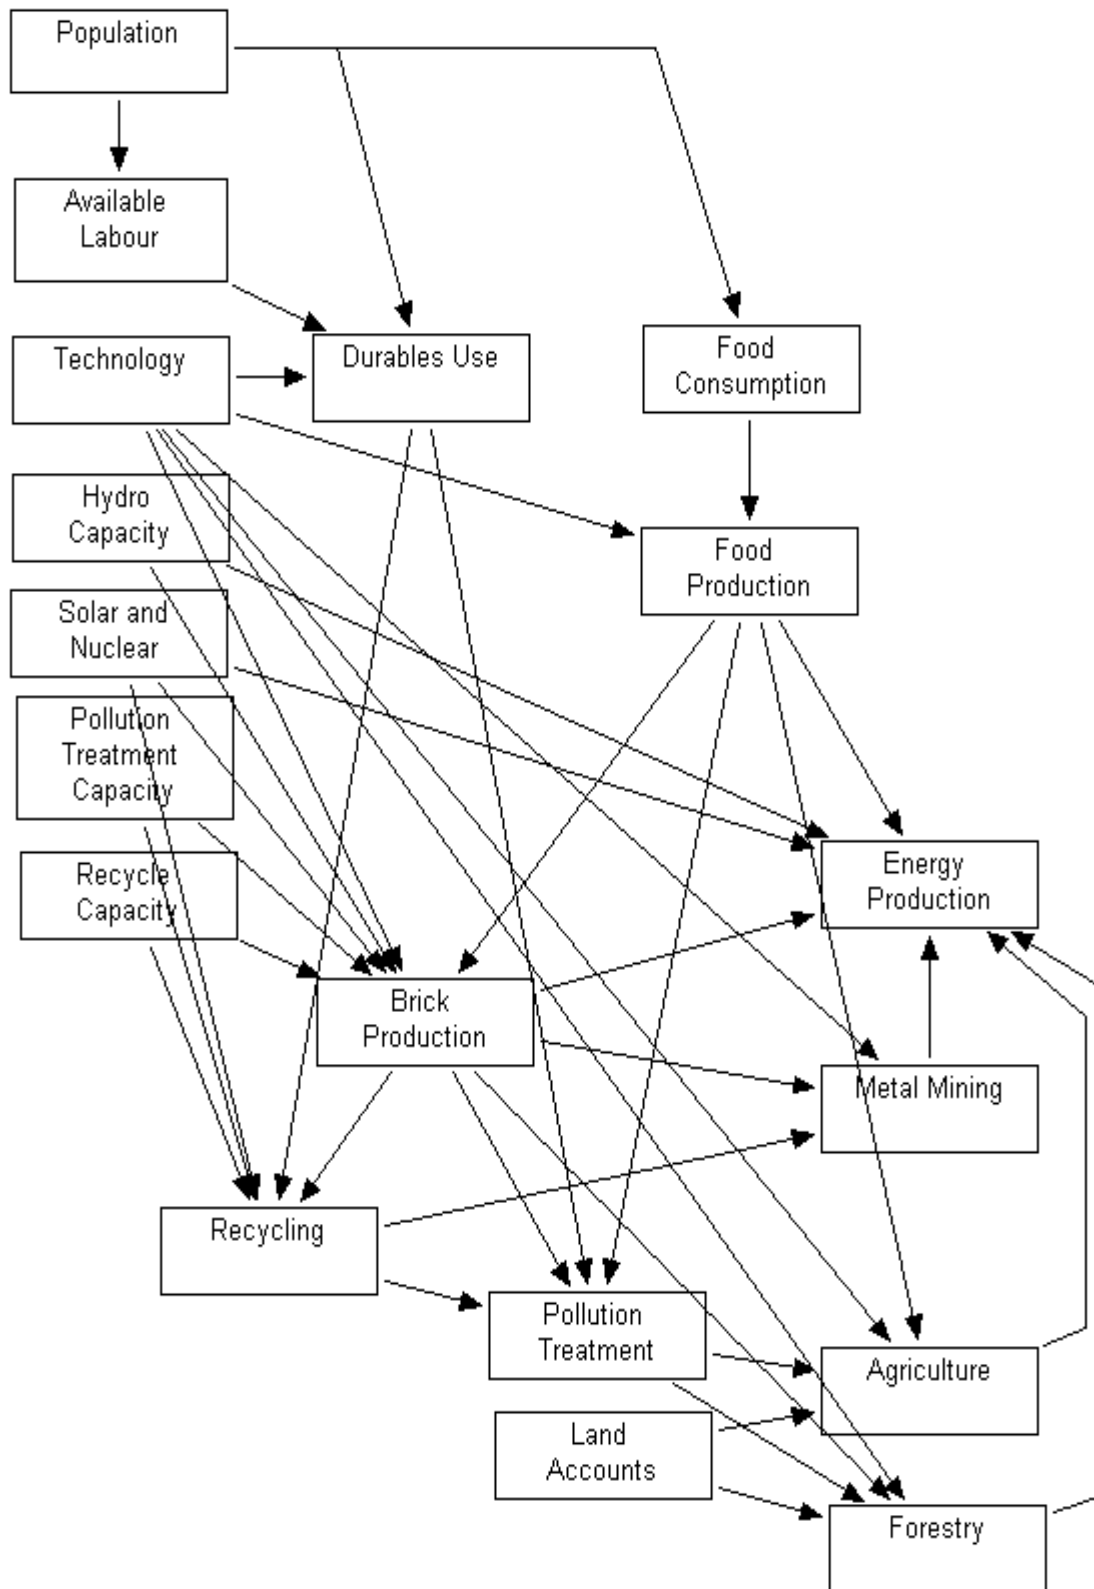 Population
Available
Labour
Technology
Durables Use
Food
Consumption
Hydro
Capacity
Food
Production
Solar and
Nuclear
Pollution
Treatment
Capacity
Recycle
Capacity
Energy
Production
Brick
Production
Metal Mining
Recycling
Pollution
Treatment
Agriculture
Land
Accounts
Forestry